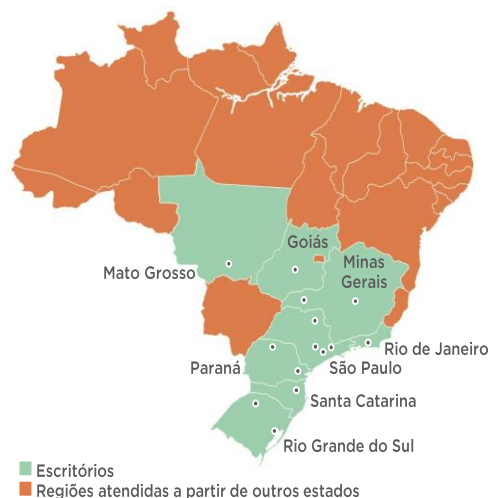 Goiás
Minas
Gerais
Mato Grosso
Rio de Janeiro
Paraná
São Paulo
Santa Catarina
Rio Grande do Sul
Escritórios
Regiões atendidas a partir de outros estados